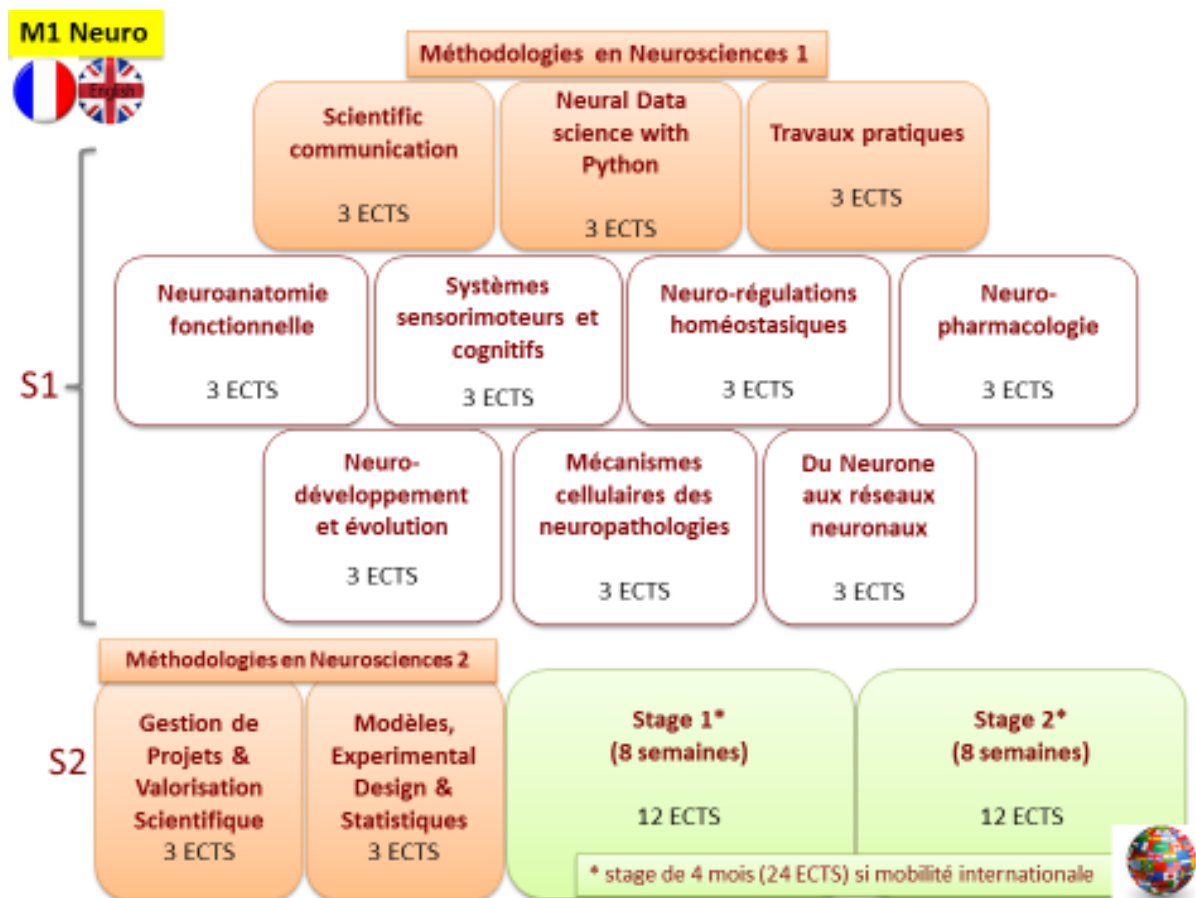 M1 Neuro
English
Méthodologies en Neurosciences 1
Scientific
communication
3 ECTS
Neural Data
science with
Python
3 ECTS
Travaux pratiques
3 ECTS
S1
Neuroanatomie
fonctionnelle
3 ECTS
Systèmes
sensorimoteurs et
cognitifs
3 ECTS
Neuro-régulations
homéostasiques
3 ECTS
Neuro-
pharmacologie
3 ECTS
Neuro-
développement
et évolution
3 ECTS
Mécanismes
cellulaires des
neuropathologies
3 ECTS
Du Neurone
aux réseaux
neuronaux
3 ECTS
S2
Méthodologies en Neurosciences 2
Gestion de
Projets &
Valorisation
Scientifique
3 ECTS
Modèles,
Experimental
Design &
Statistiques
3 ECTS
Stage 1*
(8 semaines)
12 ECTS
Stage 2*
(8 semaines)
12 ECTS
* stage de 4 mois (24 ECTS) si mobilité internationale